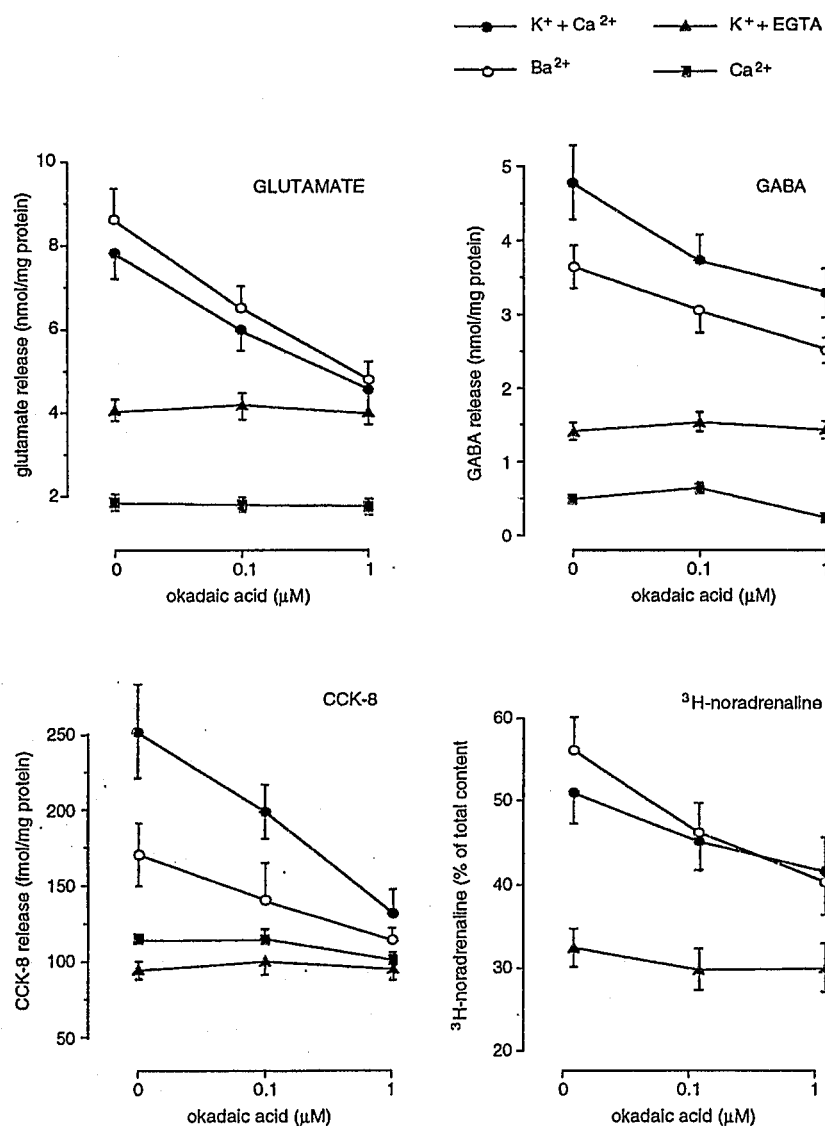 K⁺ + Ca²⁺
K⁺ + EGTA
Ba²⁺
Ca²⁺
GLUTAMATE
glutamate release (nmol/mg protein)
10
8
6
4
2
0
0.1
1
okadaic acid (μM)
GABA
GABA release (nmol/mg protein)
5
4
3
2
1
0
0
0.1
1
okadaic acid (μM)
CCK-8
CCK-8 release (fmol/mg protein)
250
200
150
100
50
0
0.1
1
okadaic acid (μM)
³H-noradrenaline
³H-noradrenaline (% of total content
60
50
40
30
20
0
0.1
1
okadaic acid (μM)